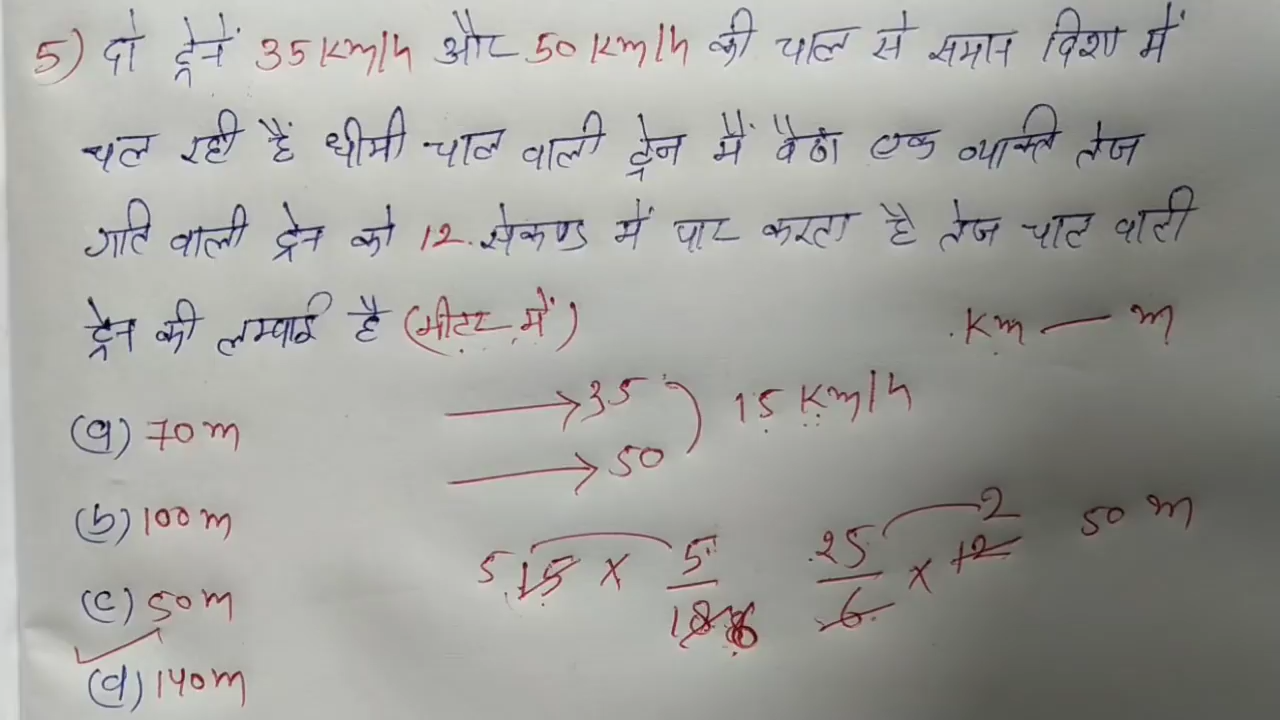 5) दो ट्रेनें 35 Km/h और 50 Km/h की चाल से समान दिशा में
चल रही हैं धीमी चाल वाली ट्रेन में बैठा एक व्यक्ति तेज
गति वाली ट्रेन को 12 सेकण्ड में पार करता है तेज चाल वाली
ट्रेन की लम्बाई है (मीटर में)
Km — m
→ 35
15 Km/h
→ 50
(a) 70 m
(b) 100 m
5 15 × 5/18 6
25/6 × 12 2
50 m
(c) 50 m
(d) 140 m